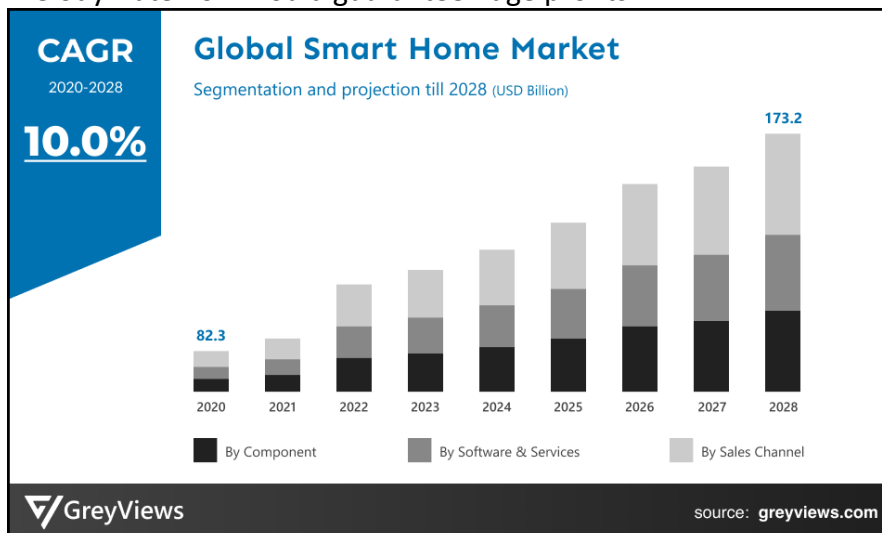 CAGR
2020-2028
10.0%
Global Smart Home Market
Segmentation and projection till 2028 (USD Billion)
173.2
82.3
2020 2021 2022 2023 2024 2025 2026 2027 2028
By Component By Software & Services By Sales Channel
GreyViews
source: greyviews.com